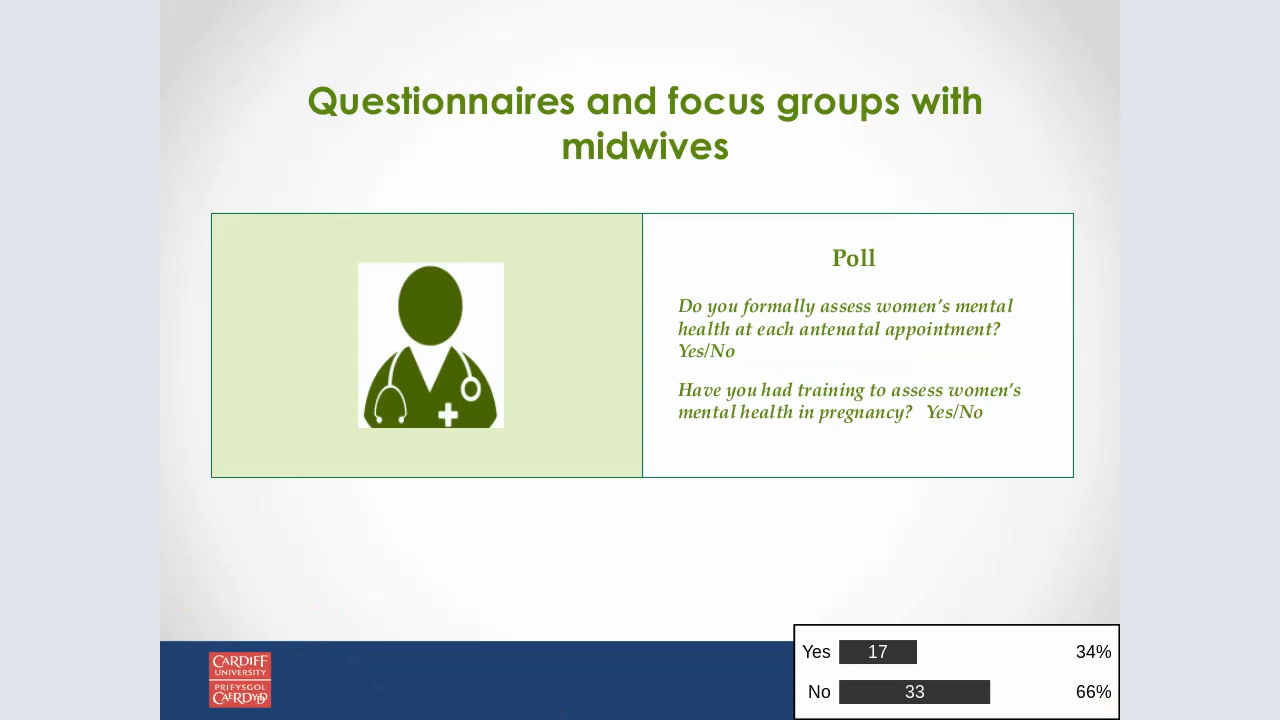 Questionnaires and focus groups with
midwives
Poll
Do you formally assess women's mental
health at each antenatal appointment?
Yes/No
Have you had training to assess women's
mental health in pregnancy? Yes/No
CARDIFF
UNIVERSITY
PRIFYSGOL
CAERDYDD
Yes 17 34%
No 33 66%